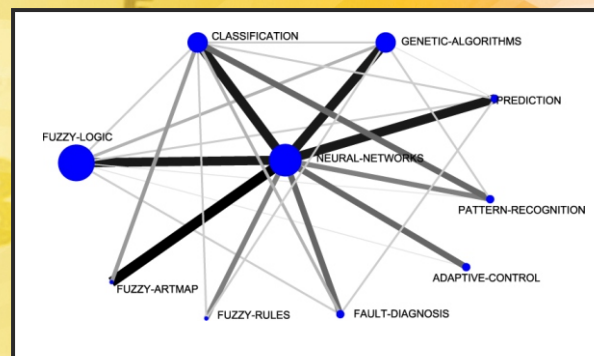 CLASSIFICATION
GENETIC-ALGORITHMS
PREDICTION
FUZZY-LOGIC
NEURAL-NETWORKS
PATTERN-RECOGNITION
ADAPTIVE-CONTROL
FUZZY-ARTMAP
FUZZY-RULES
FAULT-DIAGNOSIS